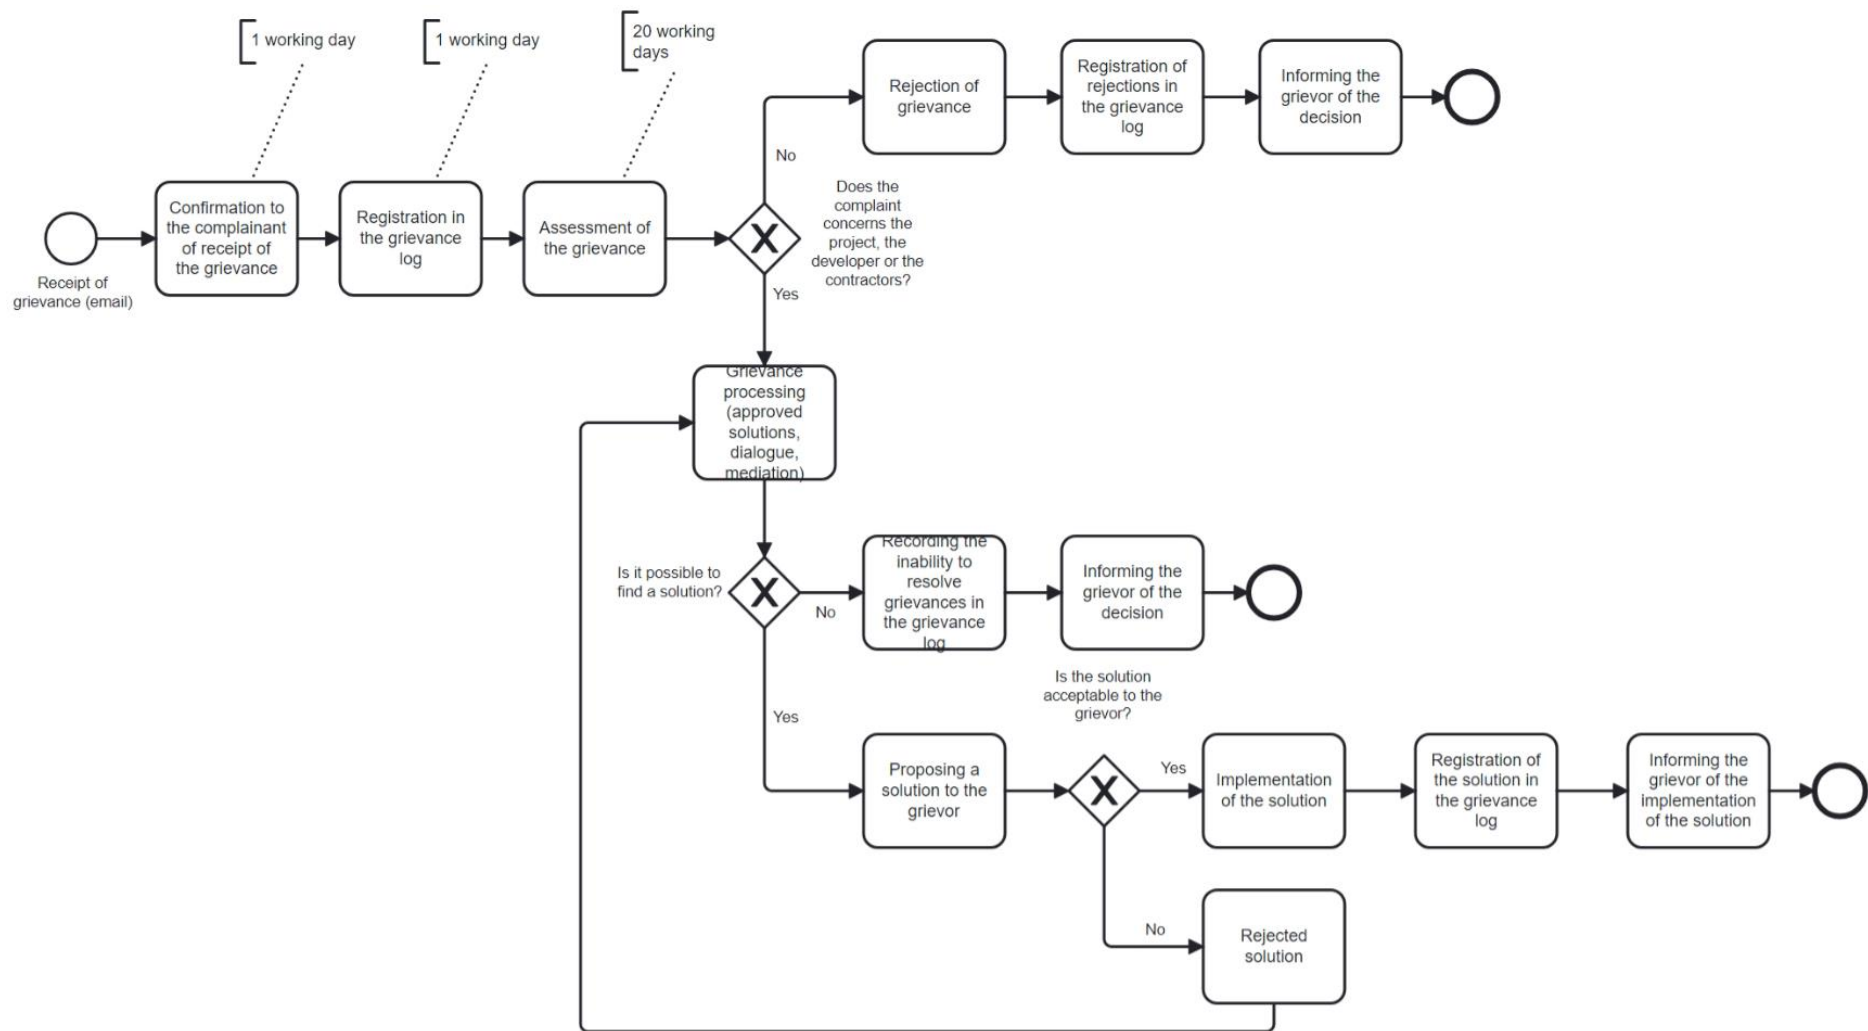 1 working day
1 working day
20 working
days
Rejection of
grievance
Registration of
rejections in
the grievance
log
Informing the
grievor of the
decision
No
Does the
complaint
concerns the
project, the
developer or the
contractors?
Receipt of
grievance (email)
Confirmation to
the complainant
of receipt of
the grievance
Registration in
the grievance
log
Assessment of
the grievance
X
Yes
Grievance
processing
(approved
solutions,
dialogue,
mediation)
Is it possible to
find a solution?
X
No
Recording the
inability to
resolve
grievances in
the grievance
log
Informing the
grievor of the
decision
Is the solution
acceptable to the
grievor?
Yes
Proposing a
solution to the
grievor
X
Yes
Implementation
of the solution
Registration of
the solution in
the grievance
log
Informing the
grievor of the
implementation
of the solution
No
Rejected
solution